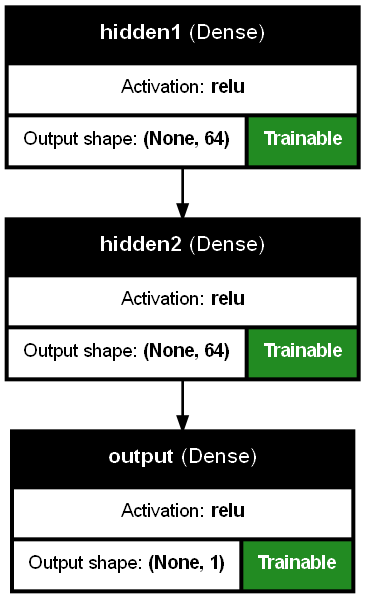 hidden1 (Dense)
Activation: relu
Output shape: (None, 64) Trainable
hidden2 (Dense)
Activation: relu
Output shape: (None, 64) Trainable
output (Dense)
Activation: relu
Output shape: (None, 1) Trainable